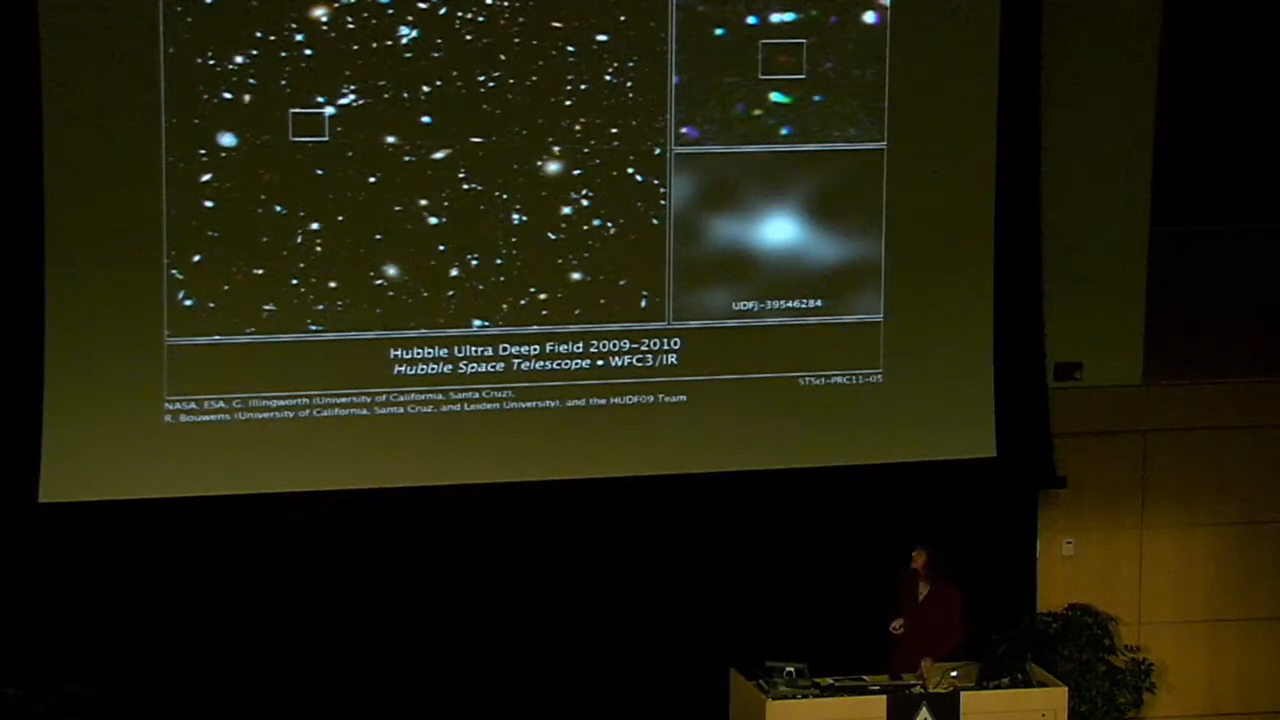 UDFj-39546284
Hubble Ultra Deep Field 2009–2010
Hubble Space Telescope • WFC3/IR
STScI-PRC11-05
NASA, ESA, G. Illingworth (University of California, Santa Cruz),
R. Bouwens (University of California, Santa Cruz, and Leiden University), and the HUDF09 Team